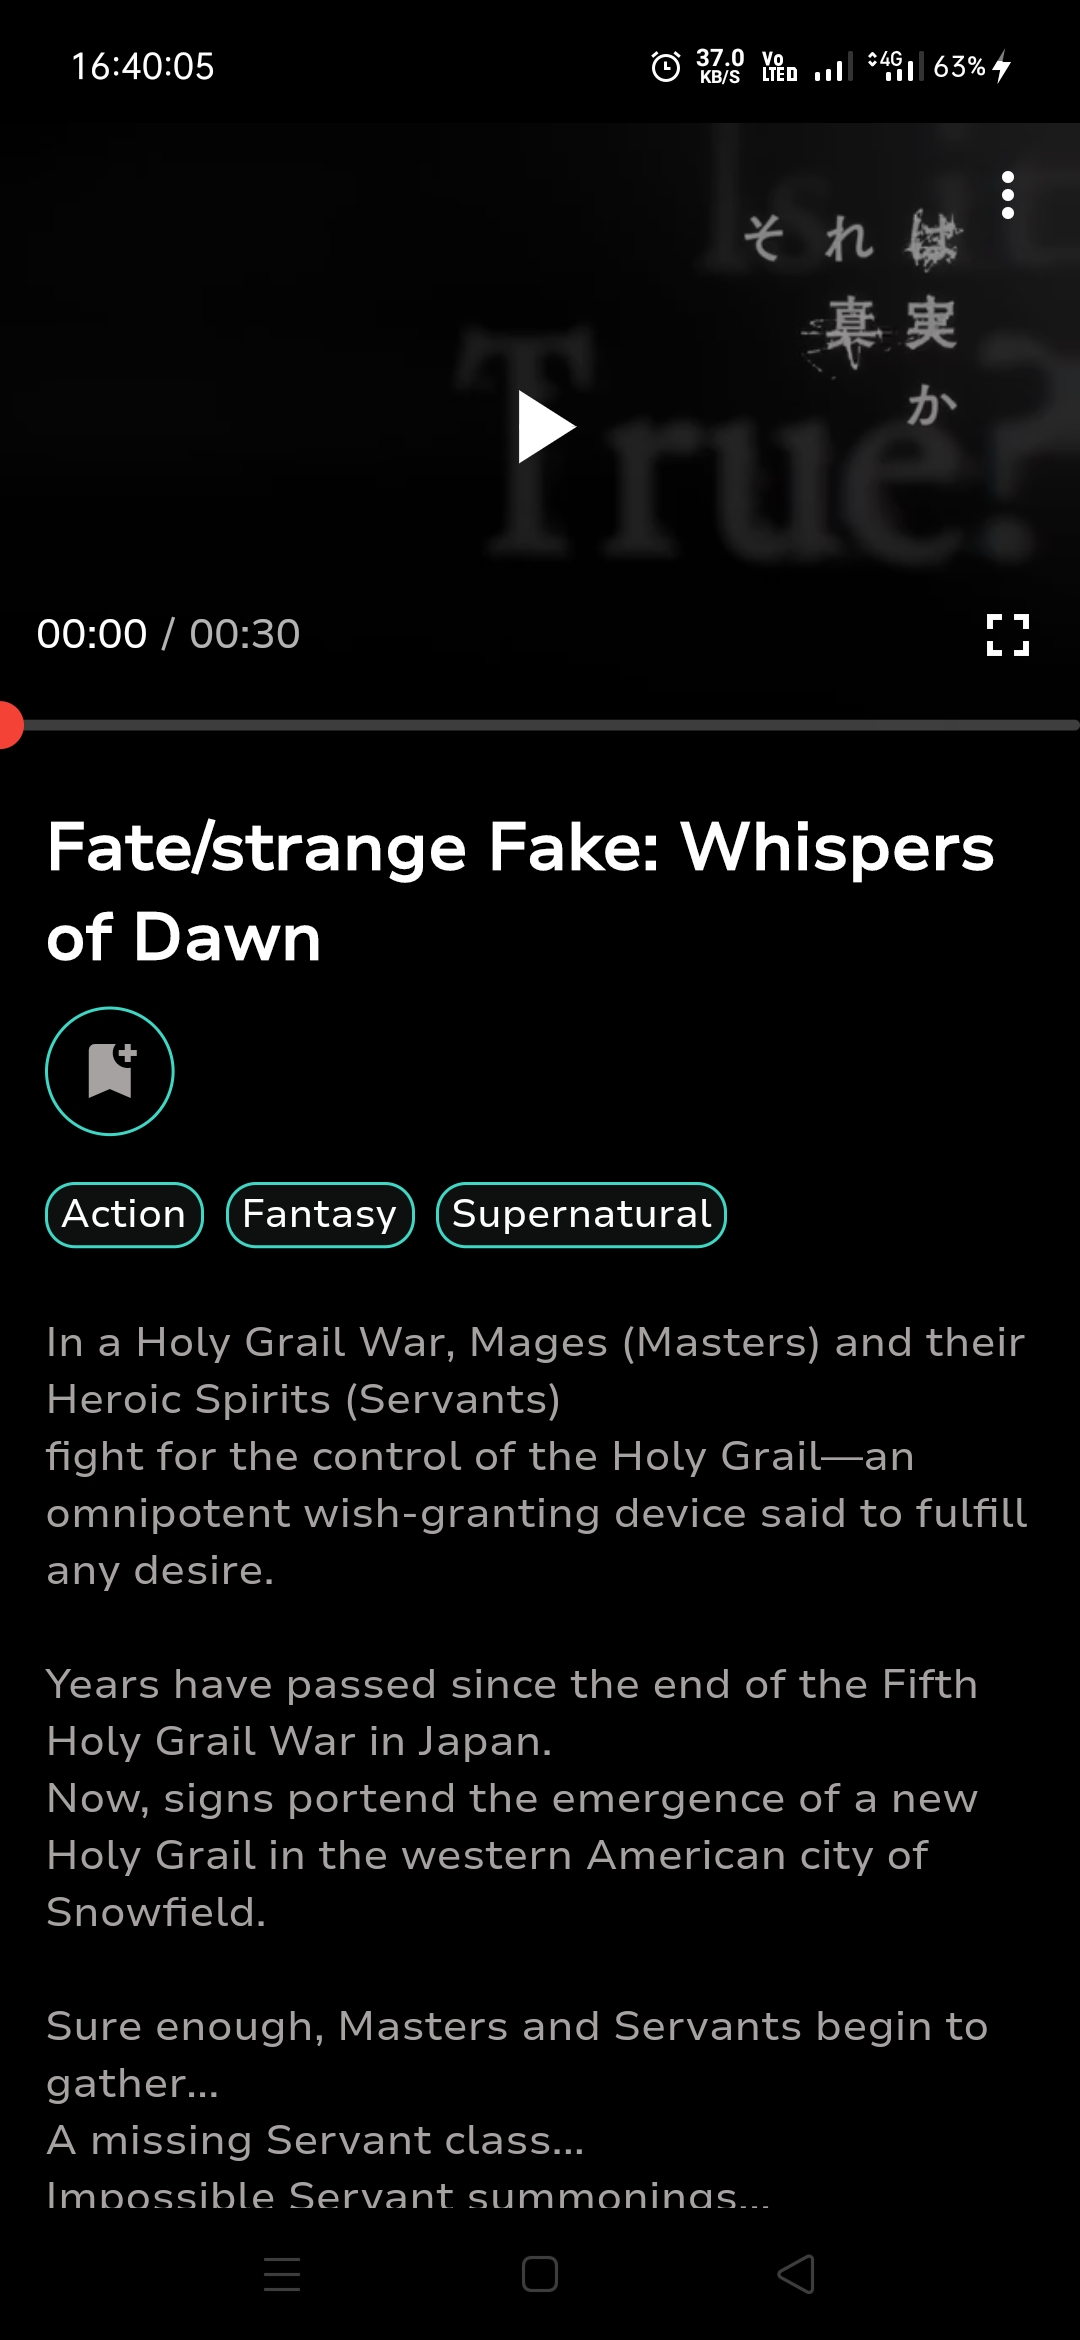 16:40:05
37.0
KB/S
Vo
LTE D
4G
63%
Is it
True?
それは
真実
か
00:00 / 00:30
Fate/strange Fake: Whispers
of Dawn
Action
Fantasy
Supernatural
In a Holy Grail War, Mages (Masters) and their
Heroic Spirits (Servants)
fight for the control of the Holy Grail—an
omnipotent wish-granting device said to fulfill
any desire.
Years have passed since the end of the Fifth
Holy Grail War in Japan.
Now, signs portend the emergence of a new
Holy Grail in the western American city of
Snowfield.
Sure enough, Masters and Servants begin to
gather...
A missing Servant class...
Impossible Servant summonings...